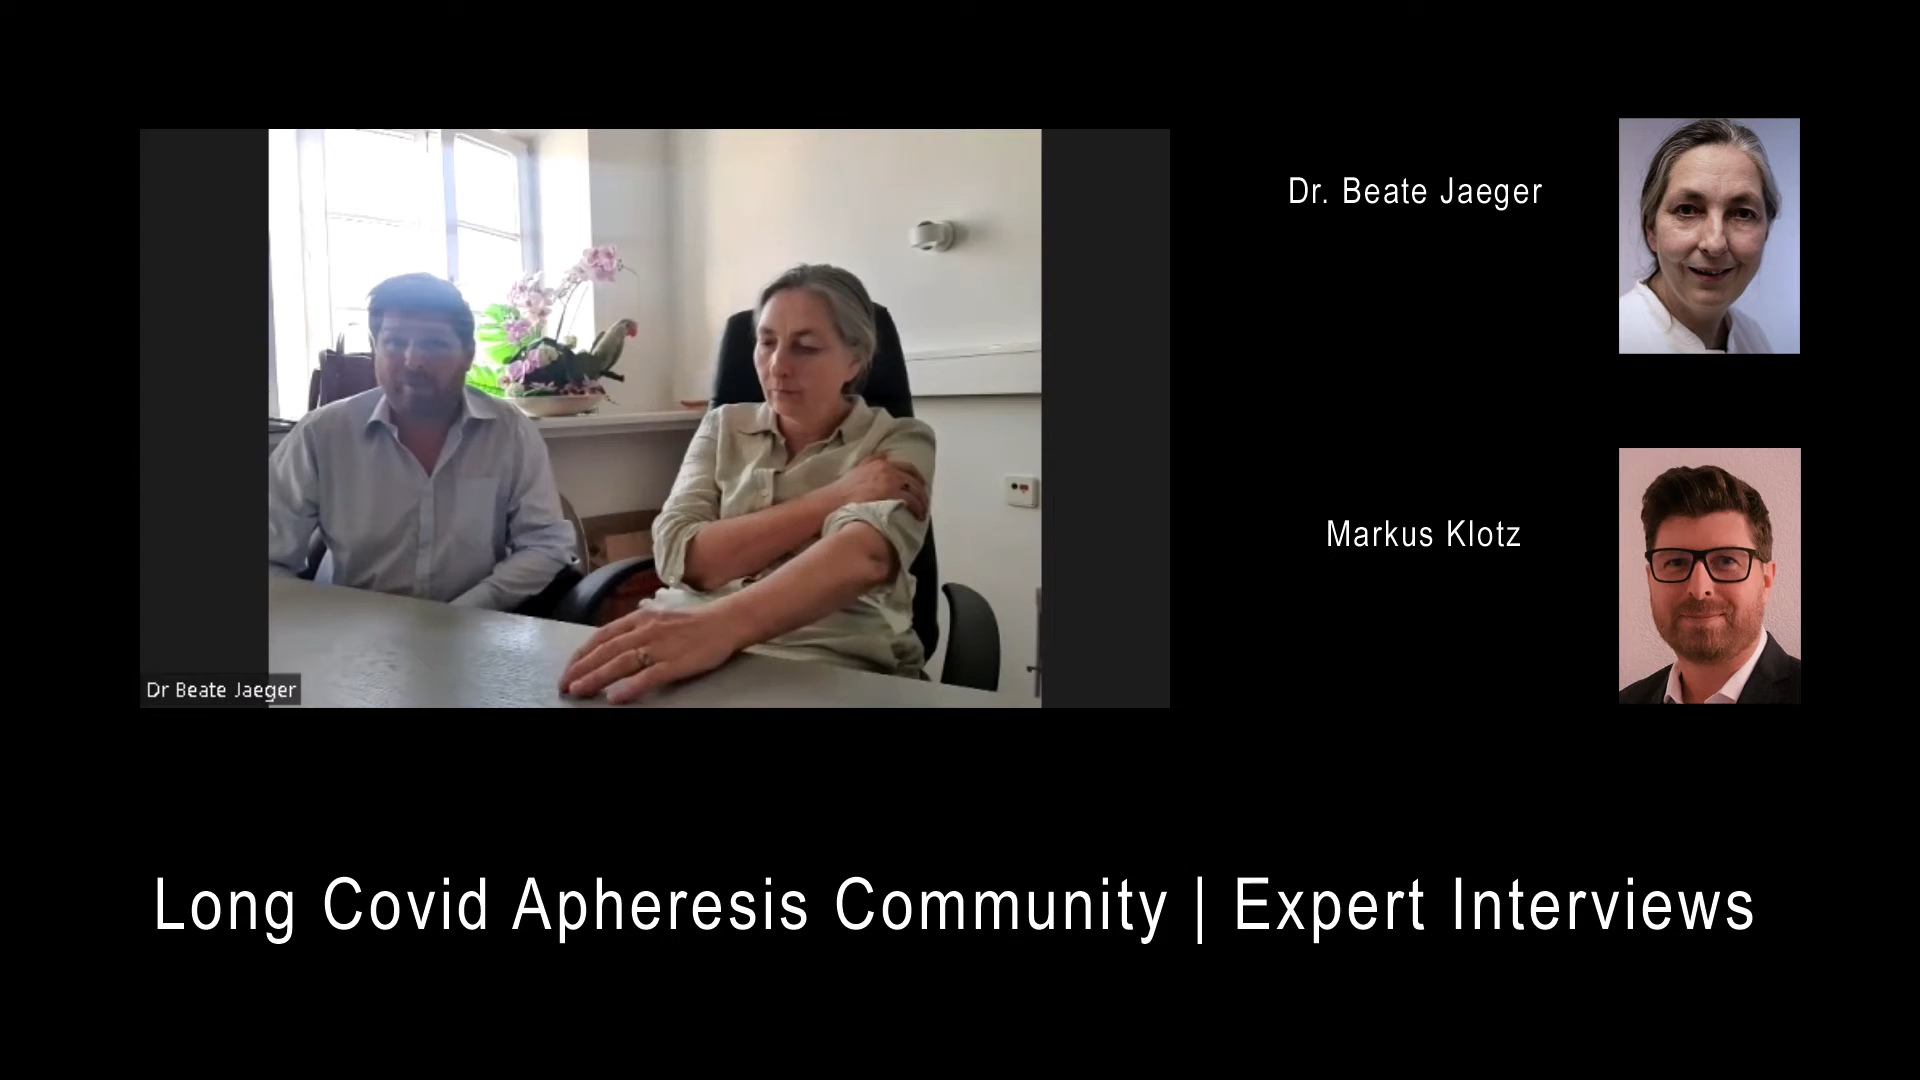 Dr. Beate Jaeger
Dr Beate Jaeger
Markus Klotz
Long Covid Apheresis Community | Expert Interviews